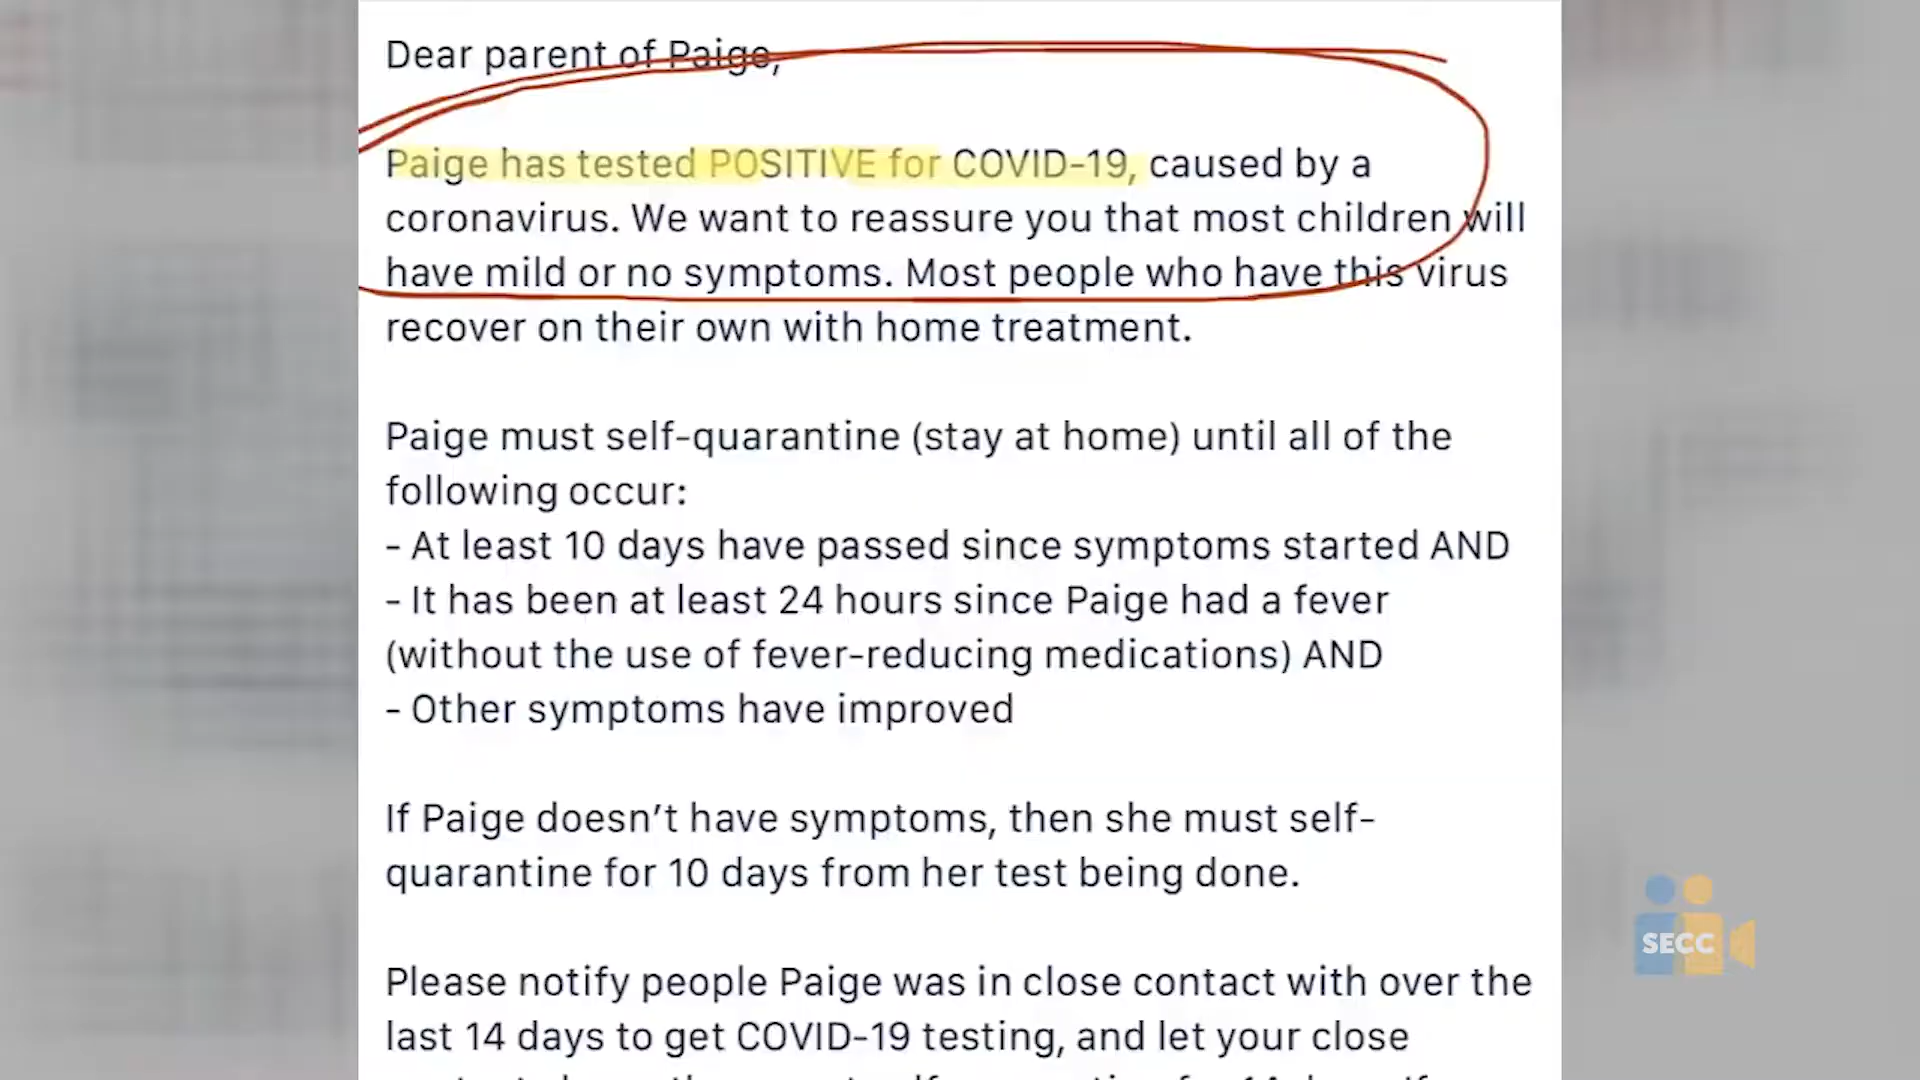 Dear parent of Paige,
Paige has tested POSITIVE for COVID-19, caused by a
coronavirus. We want to reassure you that most children will
have mild or no symptoms. Most people who have this virus
recover on their own with home treatment.
Paige must self-quarantine (stay at home) until all of the
following occur:
- At least 10 days have passed since symptoms started AND
- It has been at least 24 hours since Paige had a fever
(without the use of fever-reducing medications) AND
- Other symptoms have improved
If Paige doesn’t have symptoms, then she must self-
quarantine for 10 days from her test being done.
Please notify people Paige was in close contact with over the
last 14 days to get COVID-19 testing, and let your close
SECC